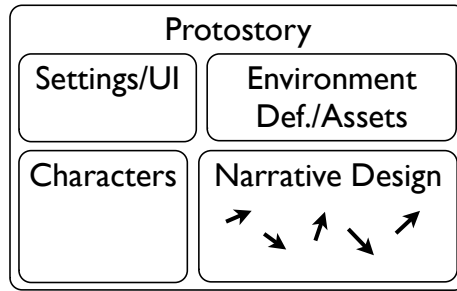 Protostory
Settings/UI
Environment
Def./Assets
Characters
Narrative Design